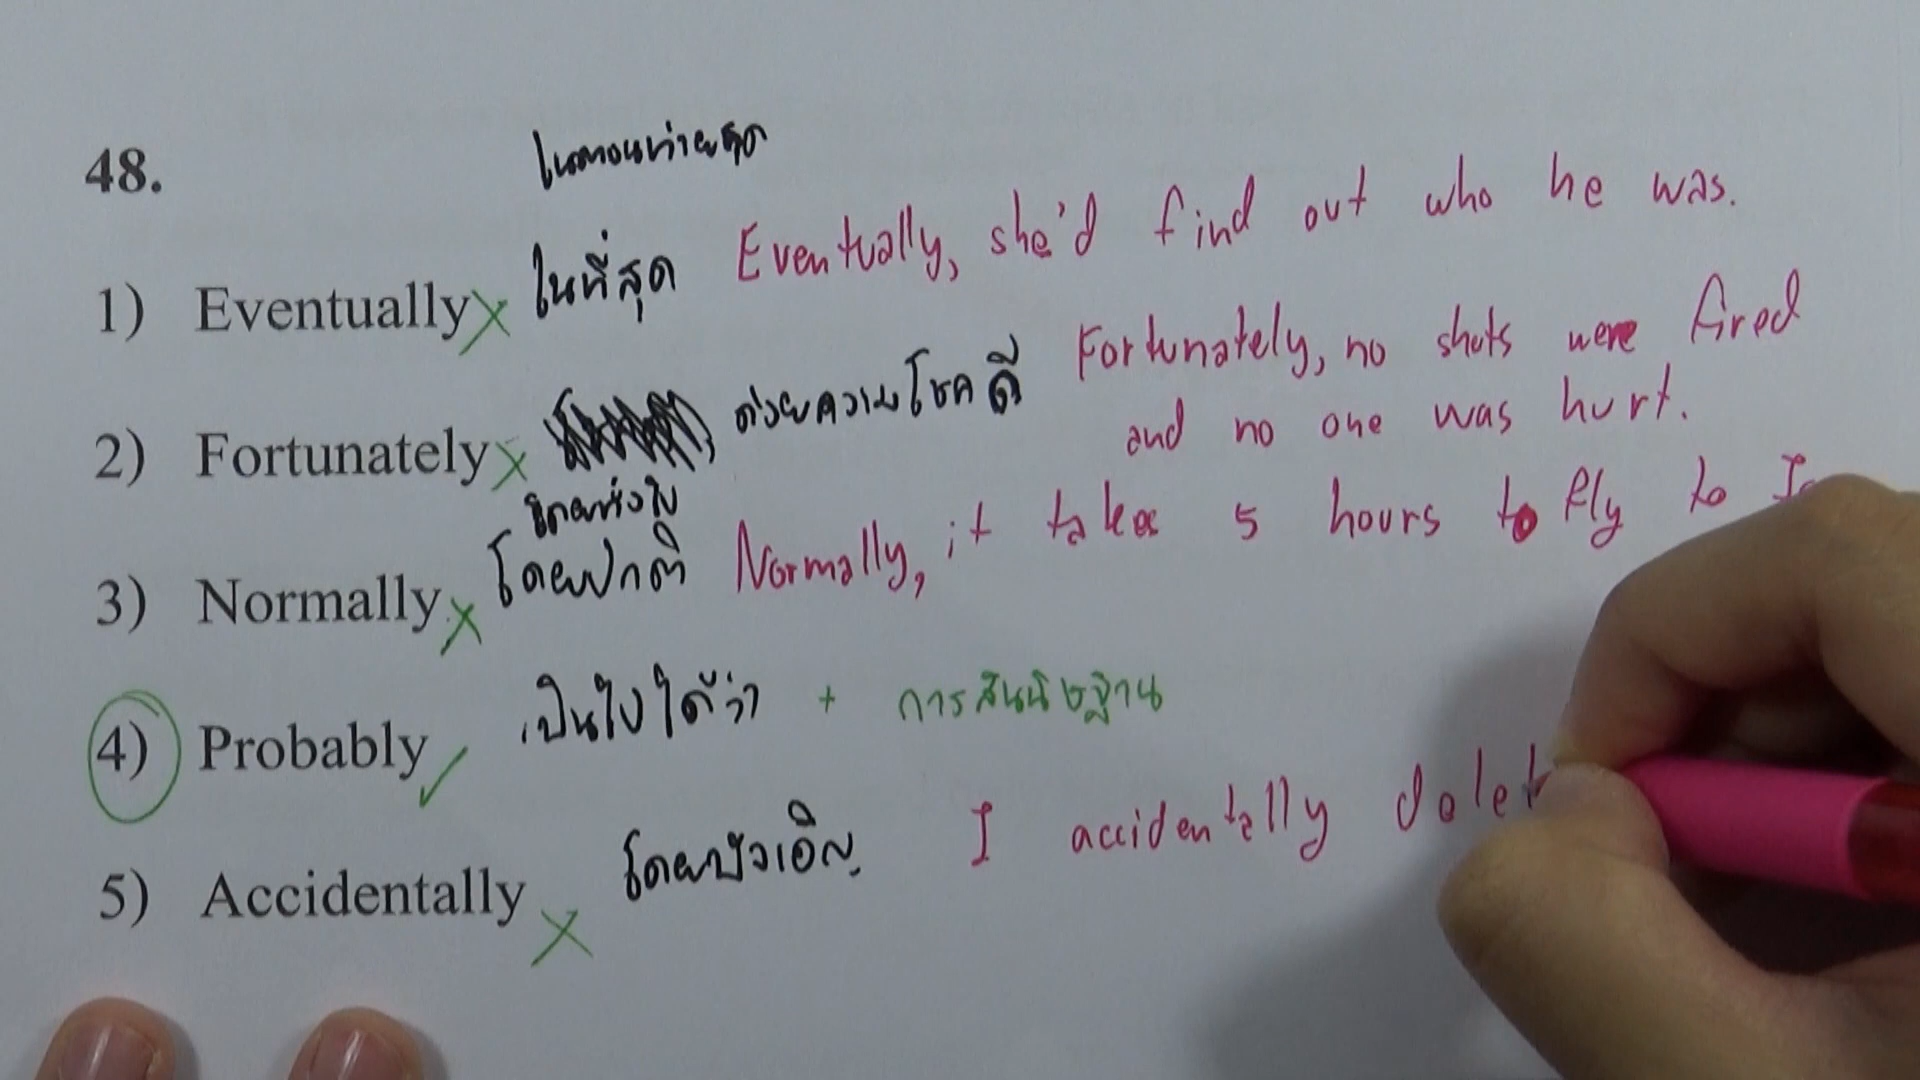 48.
ในตอนท้ายสุด
1) Eventually ในที่สุด Eventually, she'd find out who he was.
2) Fortunately ด้วยความโชคดี Fortunately, no shots were fired
and no one was hurt.
โดยทั่วไป
3) Normally โดยปกติ Normally, it takes 5 hours to fly to
4) Probably เป็นไปได้ว่า + การสันนิษฐาน
5) Accidentally โดยบังเอิญ I accidentally delet